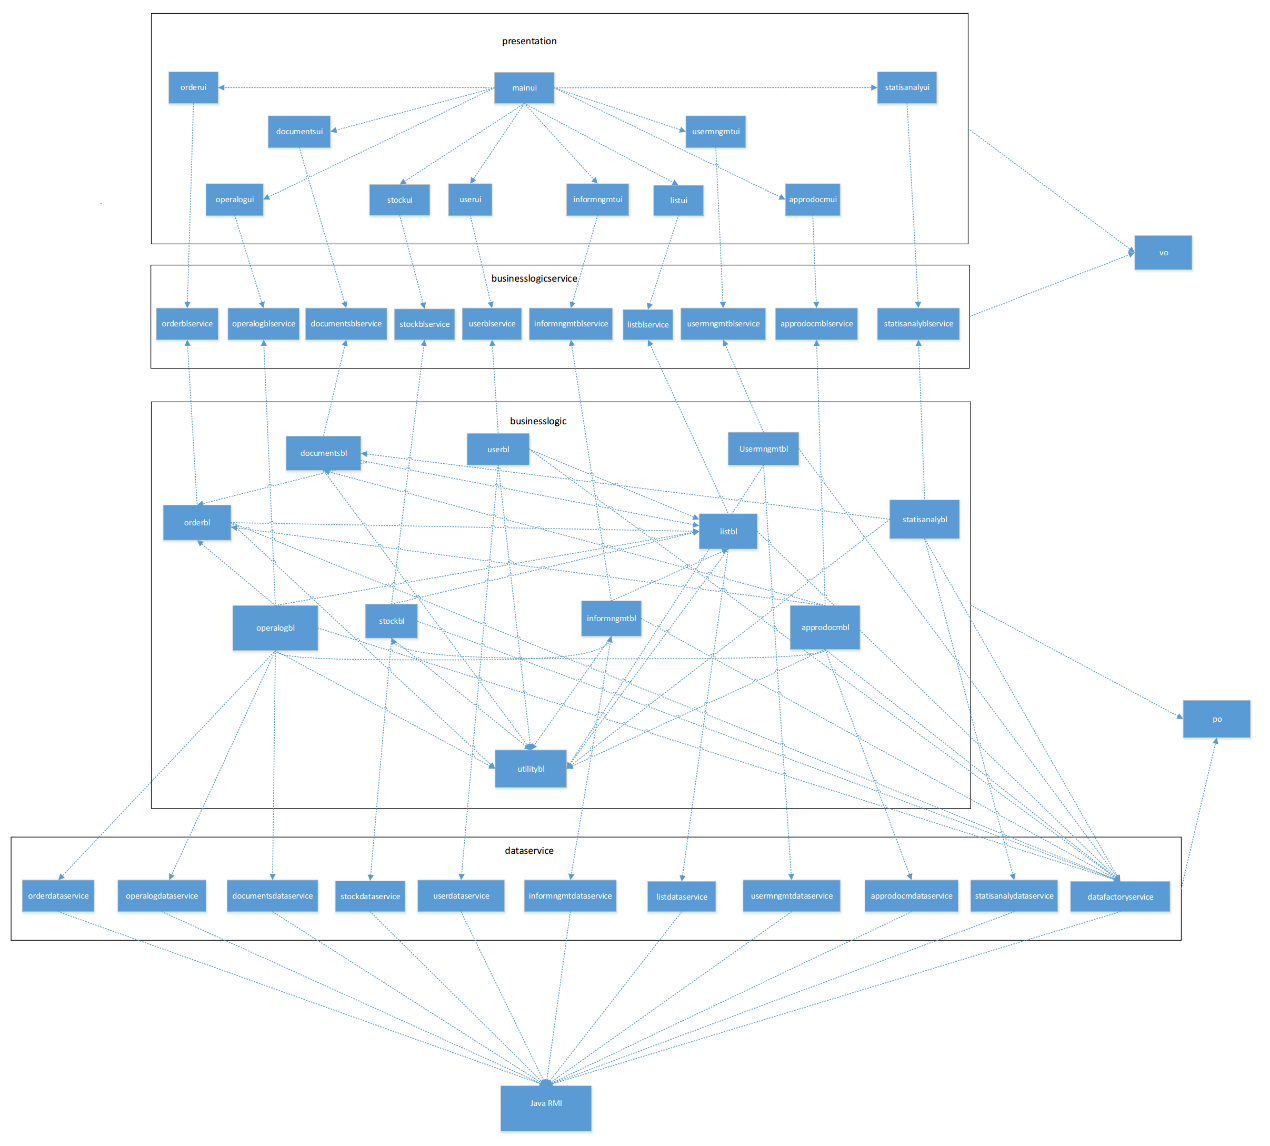 presentation
orderui
mainui
statisanalyui
documentsui
usermngmtui
operalogui
stockui
userui
informngmtui
listui
approdocmui
vo
businesslogicservice
orderblservice
operalogblservice
documentsblservice
stockblservice
userblservice
informngmtblservice
listblservice
usermngmtblservice
approdocmblservice
statisanalyblservice
businesslogic
documentsbl
userbl
Usermngmtbl
orderbl
listbl
statisanalybl
operalogbl
stockbl
informngmtbl
approdocmbl
po
utilitybl
dataservice
orderdataservice
operalogdataservice
documentsdataservice
stockdataservice
userdataservice
informngmtdataservice
listdataservice
usermngmtdataservice
approdocmdataservice
statisanalydataservice
datafactoryservice
Java RMI